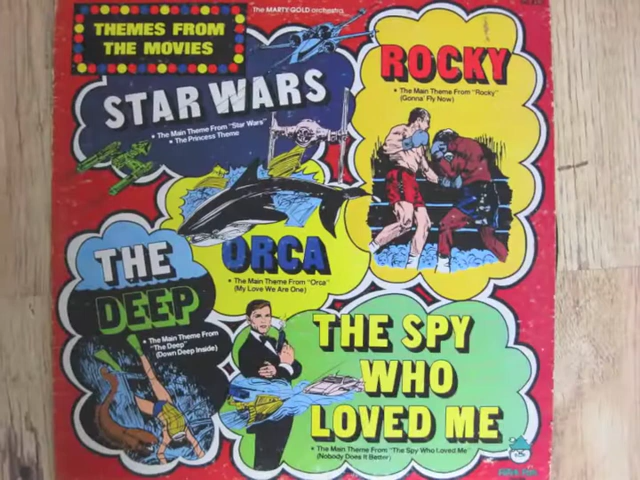 The MARTY GOLD orchestra
THEMES FROM
THE MOVIES
STAR WARS
• The Main Theme From "Star Wars"
• The Princess Theme
ROCKY
• The Main Theme From "Rocky"
(Gonna' Fly Now)
ORCA
• The Main Theme From "Orca"
(My Love We Are One)
THE
DEEP
• The Main Theme From
"The Deep"
(Down Deep Inside)
THE SPY
WHO
LOVED ME
• The Main Theme From "The Spy Who Loved Me"
(Nobody Does It Better)
Peter Pan